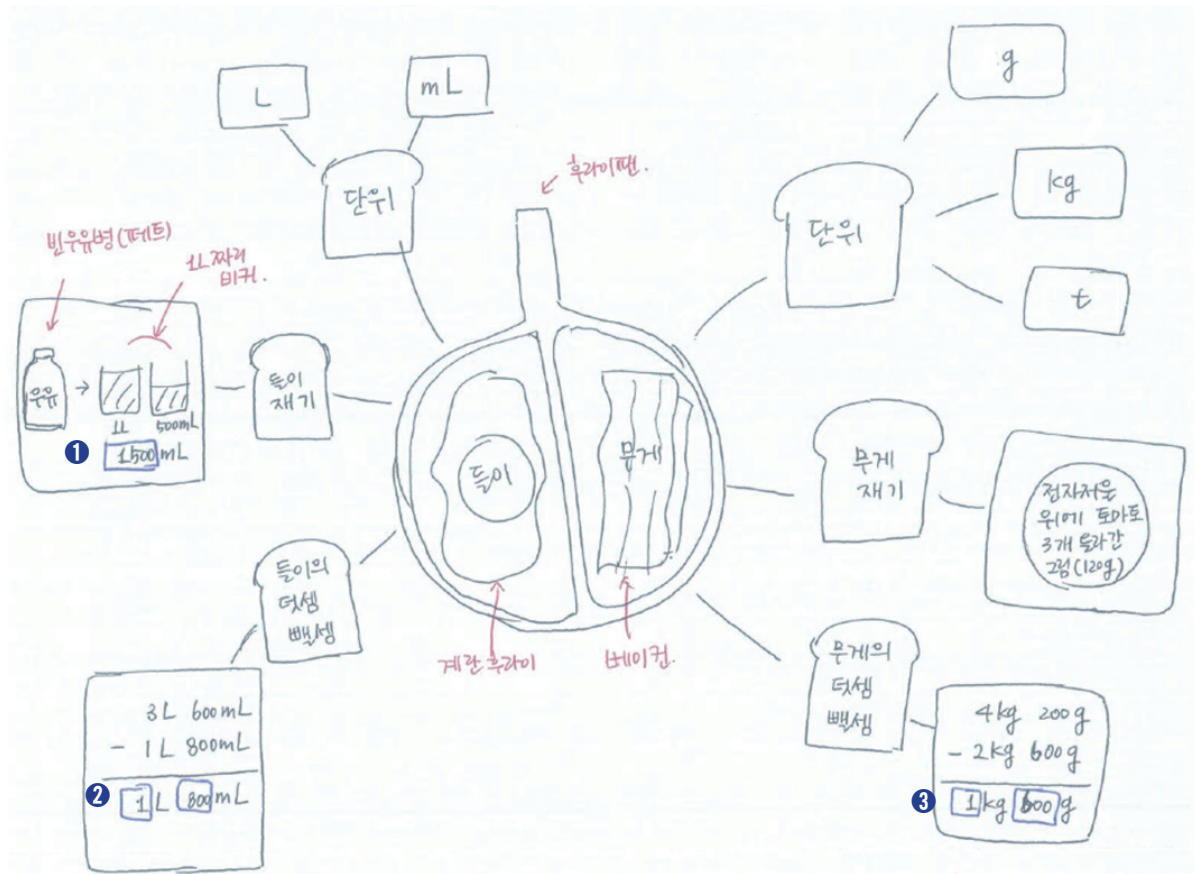 L
mL
g
후라이팬.
단위
kg
단위
빈우유병(페트)
1L짜리
비커.
t
우유
→
1L
500mL
❶ 1500mL
들이
재기
들이
무게
무게
재기
전자저울
위에 토마토
3개 올라간
그림(120g)
들이의
덧셈
뺄셈
계란후라이
베이컨.
무게의
덧셈
뺄셈
3L 600mL
- 1L 800mL
❷ 1L 800mL
4kg 200g
- 2kg 600g
❸ 1kg 600g